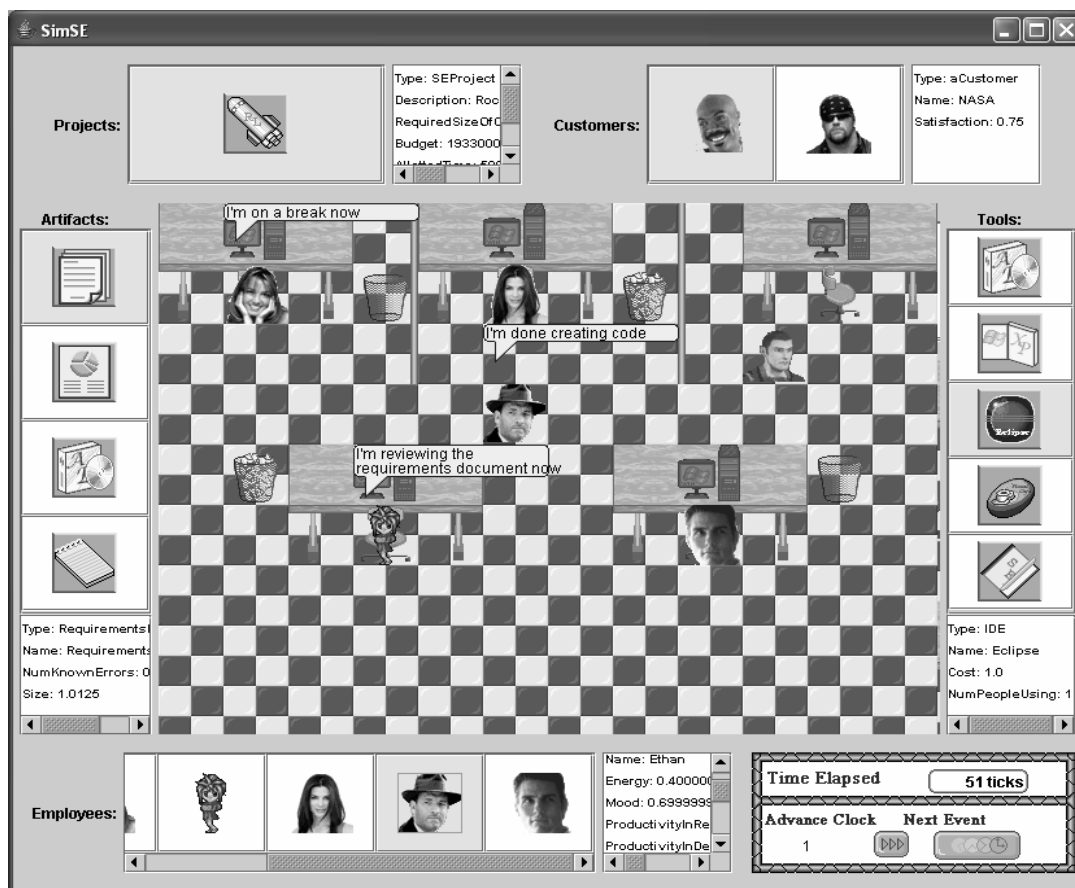 SimSE
Projects:
Type: SEProject
Description: Roc
RequiredSizeOfC
Budget: 1933000
Customers:
Type: aCustomer
Name: NASA
Satisfaction: 0.75
Artifacts:
I'm on a break now
Tools:
I'm done creating code
XP
Eclipse
I'm reviewing the
requirements document now
Type: Requirements
Name: Requirements
NumKnownErrors: 0
Size: 1.0125
Type: IDE
Name: Eclipse
Cost: 1.0
NumPeopleUsing: 1
Employees:
Name: Ethan
Energy: 0.400000
Mood: 0.6999999
ProductivityInRe
ProductivityInDe
Time Elapsed
51 ticks
Advance Clock
Next Event
1